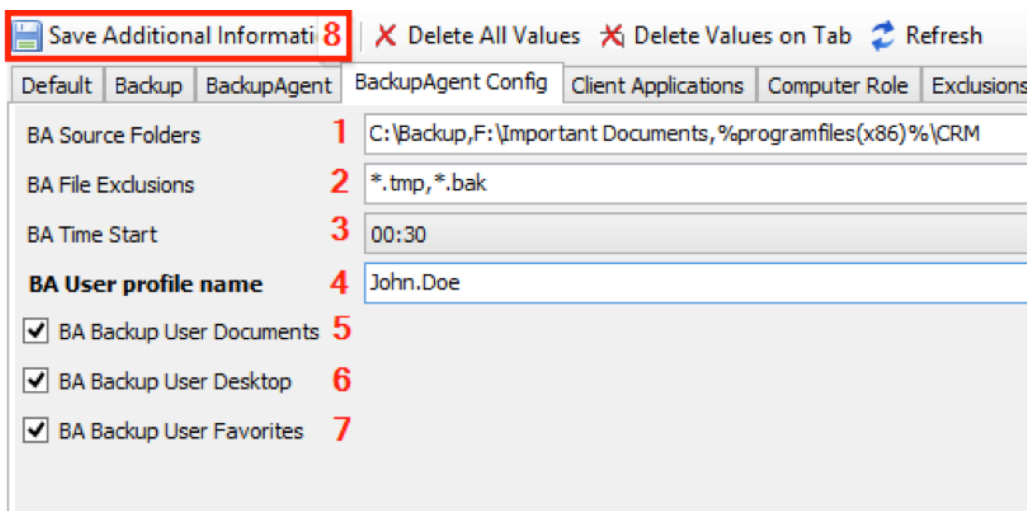 Save Additional Informati 8 Delete All Values Delete Values on Tab Refresh
Default Backup BackupAgent BackupAgent Config Client Applications Computer Role Exclusions
BA Source Folders 1 C:\Backup,F:\Important Documents,%programfiles(x86)%\CRM
BA File Exclusions 2 *.tmp,*.bak
BA Time Start 3 00:30
BA User profile name 4 John.Doe
BA Backup User Documents 5
BA Backup User Desktop 6
BA Backup User Favorites 7